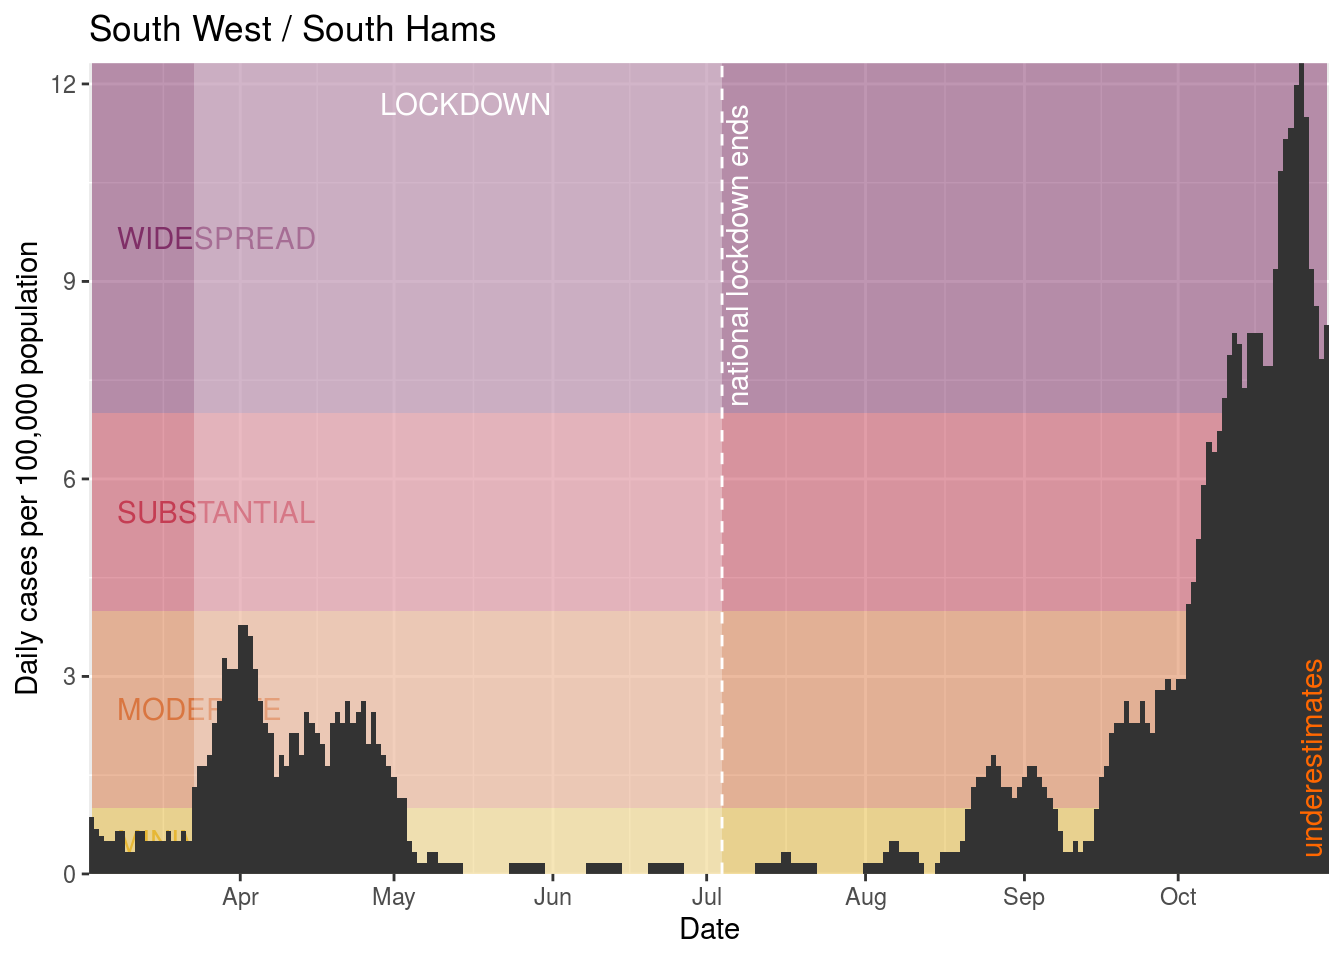 South West / South Hams
Daily cases per 100,000 population
12
9
6
3
0
LOCKDOWN
WIDESPREAD
SUBSTANTIAL
national lockdown ends
underestimates
Apr
May
Jun
Jul
Aug
Sep
Oct
Date